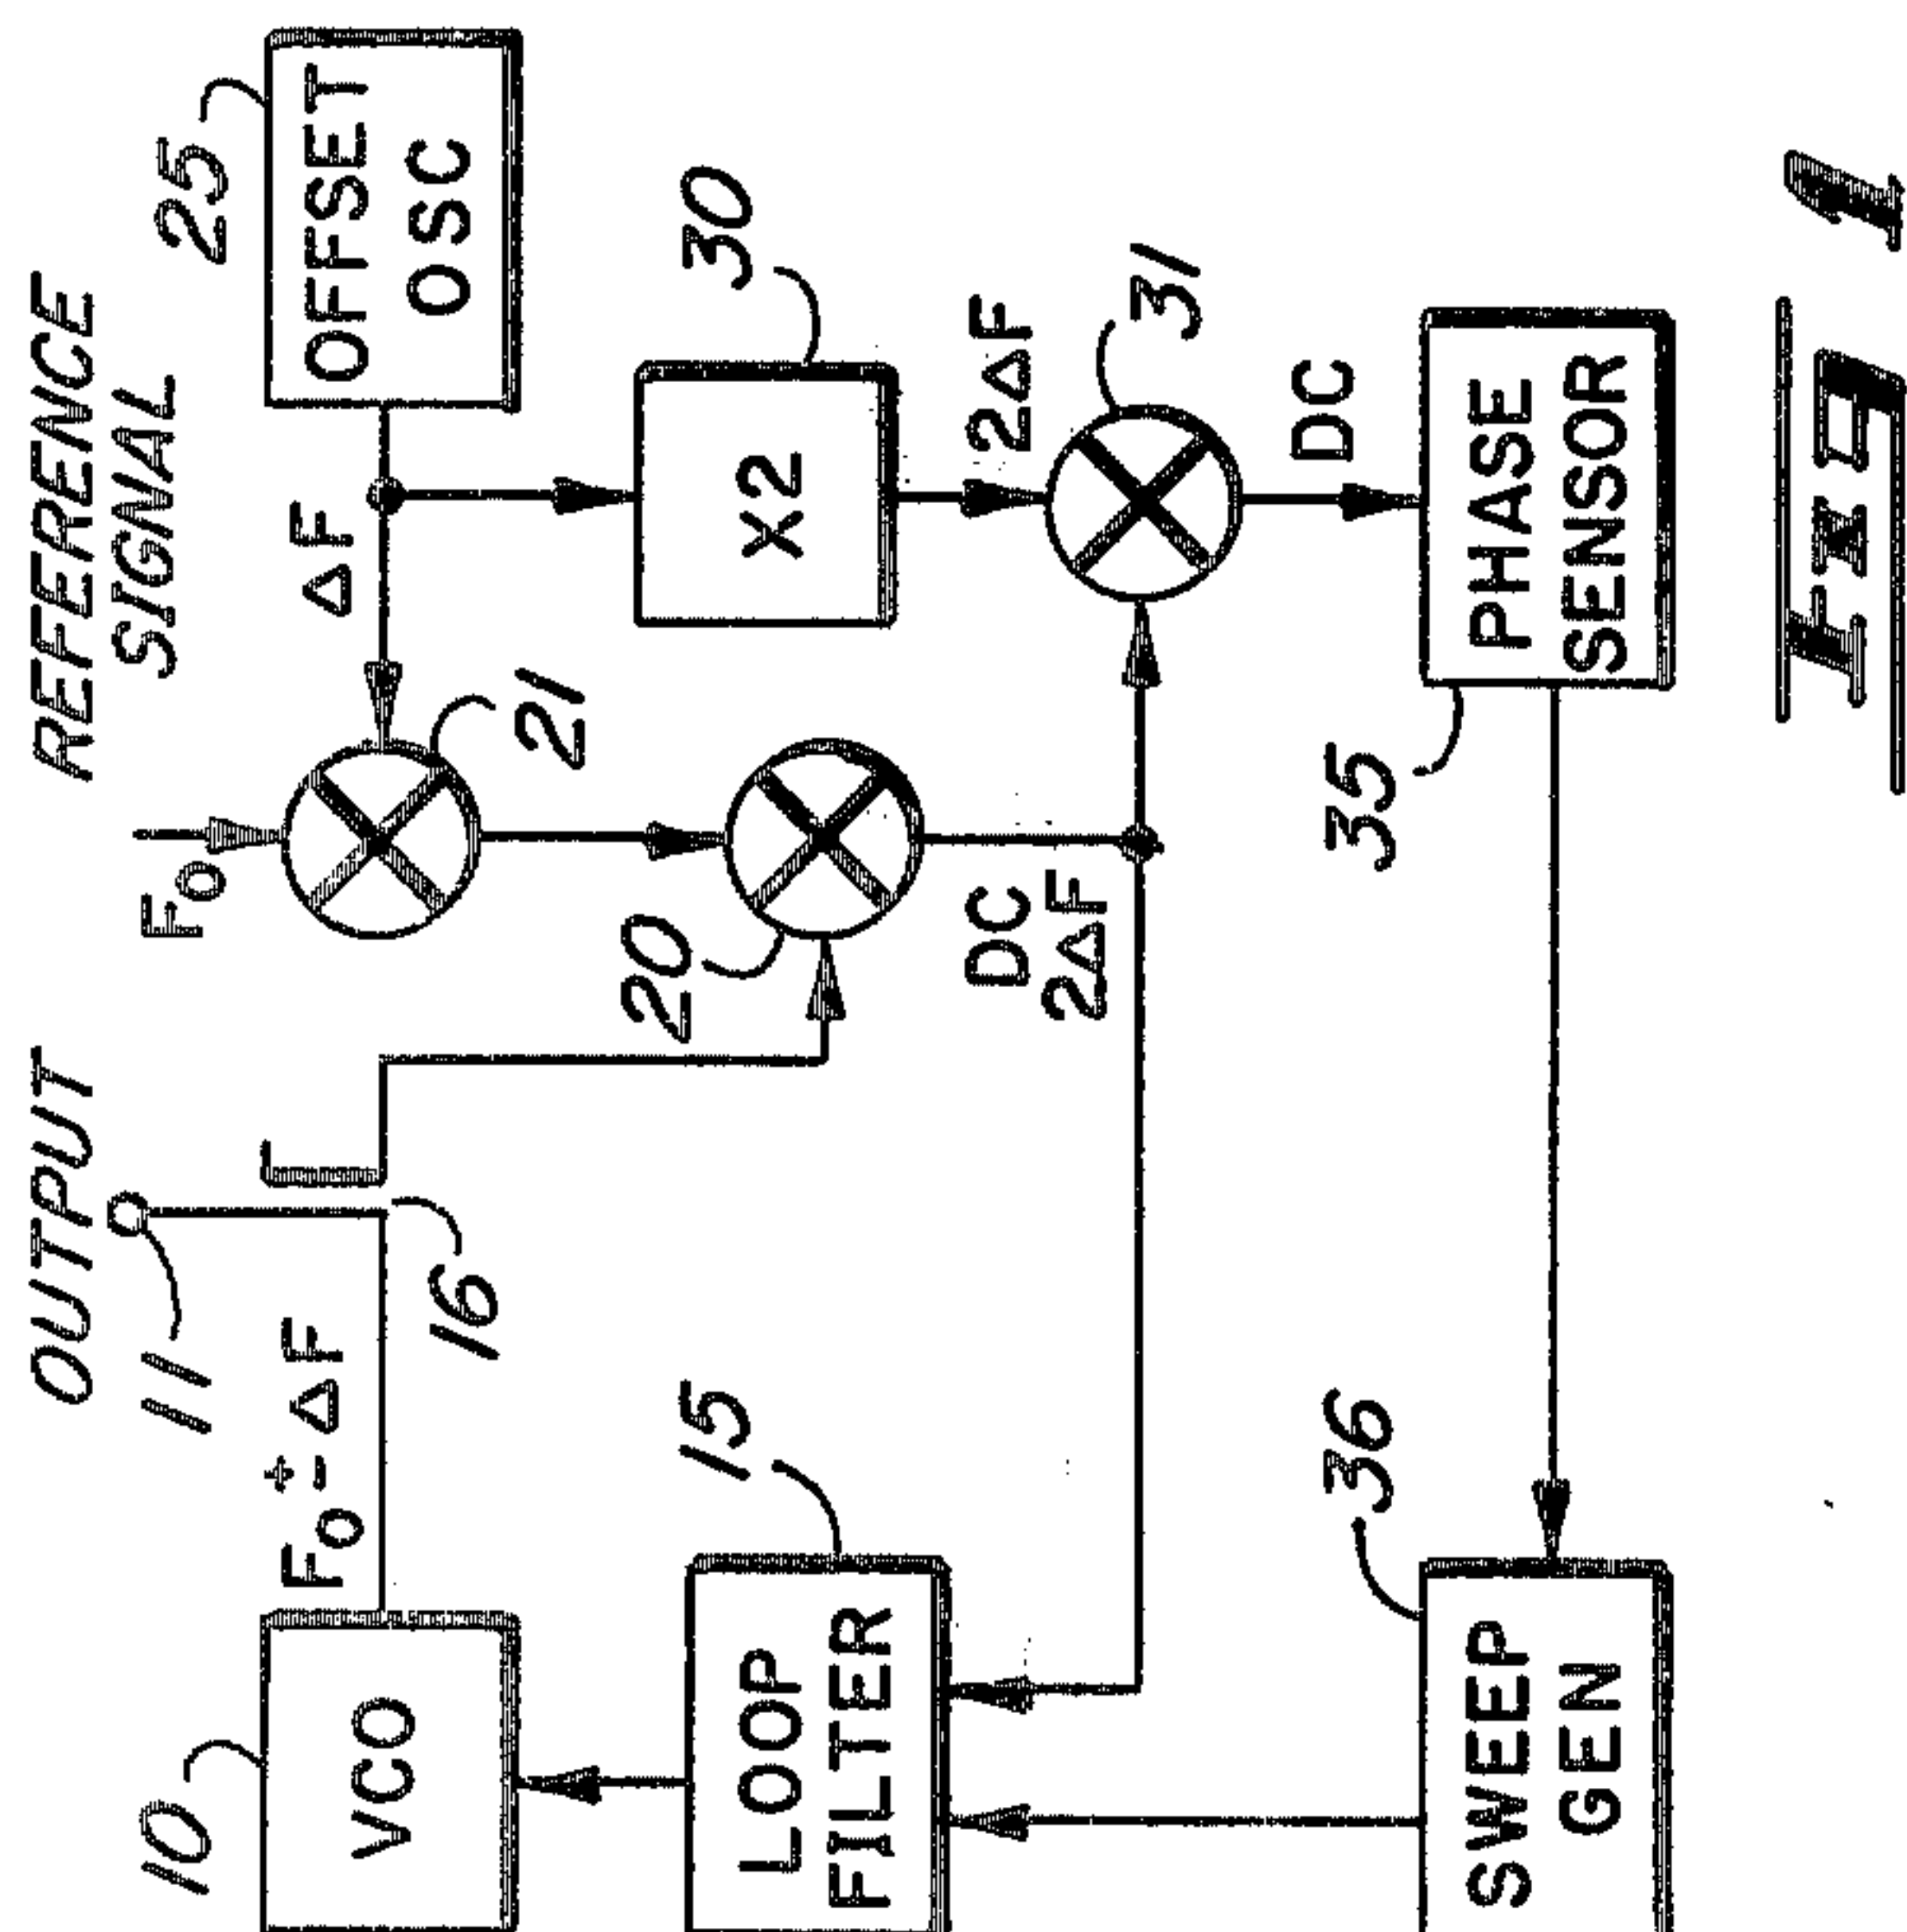 OUTPUT
REFERENCE
SIGNAL
10
11
F₀
25
VCO
F₀ ± ΔF
16
21
ΔF
OFFSET
OSC
15
20
30
LOOP
FILTER
X2
DC
2ΔF
2ΔF
31
DC
36
35
SWEEP
GEN
PHASE
SENSOR
Fig 1